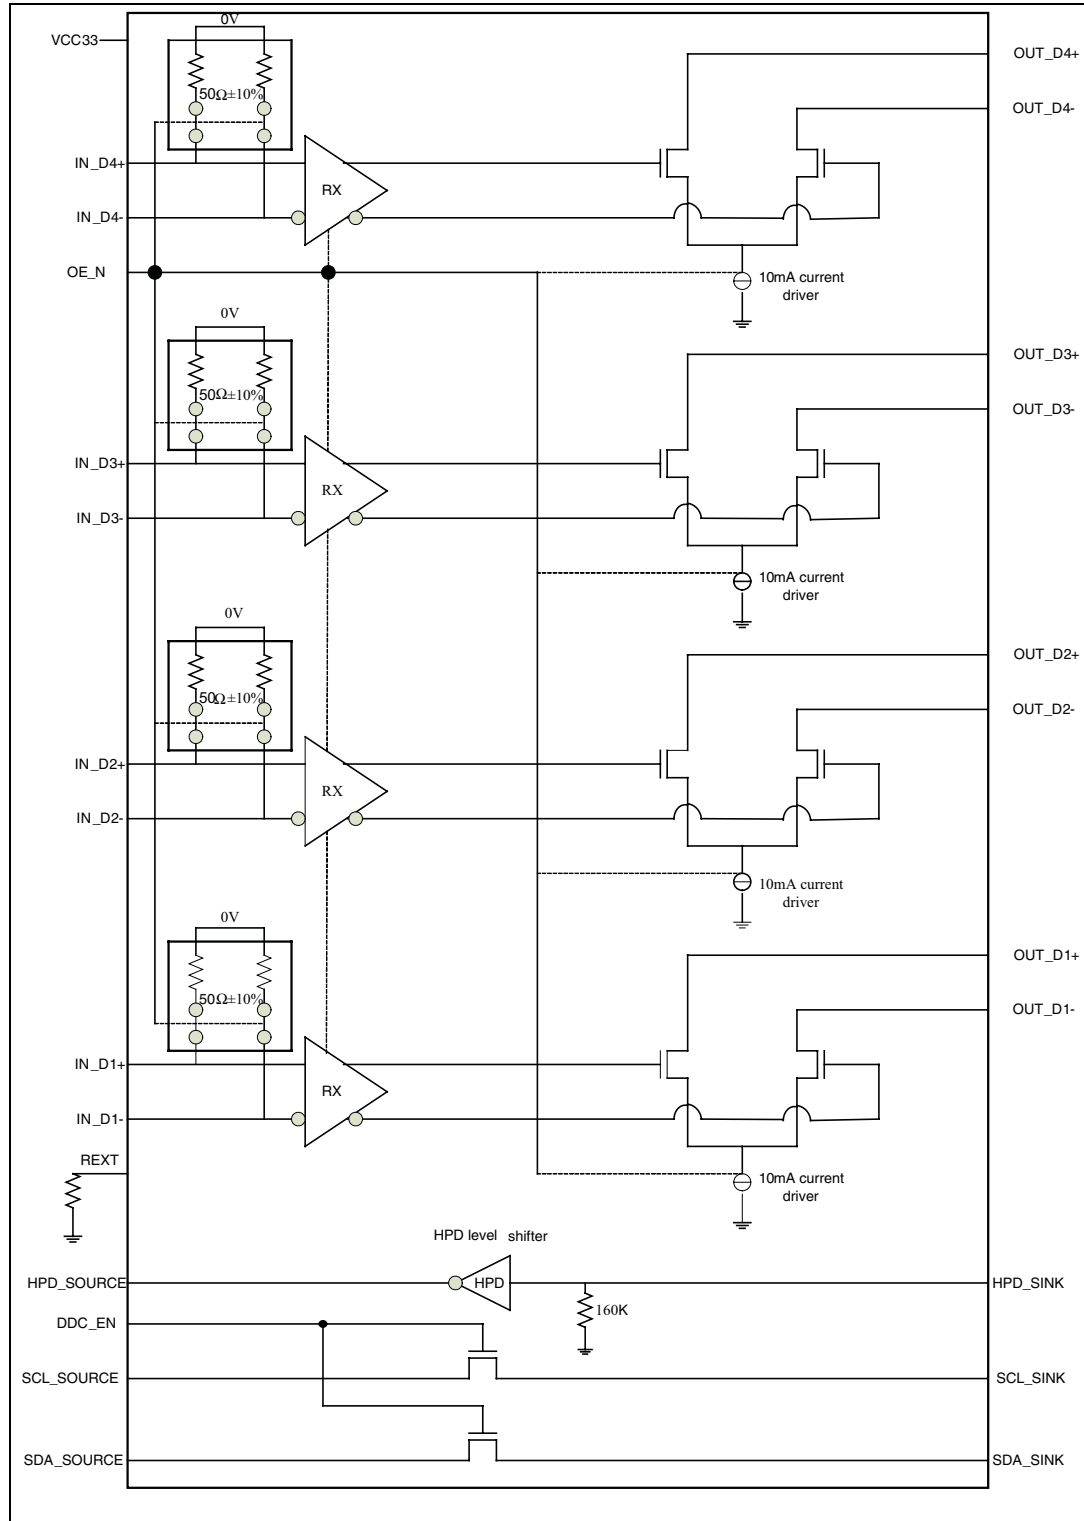 0V
VCC33
OUT_D4+
50Ω±10%
OUT_D4-
IN_D4+
RX
IN_D4-
OE_N
10mA current
driver
0V
OUT_D3+
50Ω±10%
OUT_D3-
IN_D3+
RX
IN_D3-
10mA current
driver
0V
OUT_D2+
50Ω±10%
OUT_D2-
IN_D2+
RX
IN_D2-
10mA current
driver
0V
OUT_D1+
50Ω±10%
OUT_D1-
IN_D1+
RX
IN_D1-
REXT
10mA current
driver
HPD level shifter
HPD_SOURCE
HPD
HPD_SINK
160K
DDC_EN
SCL_SOURCE
SCL_SINK
SDA_SOURCE
SDA_SINK